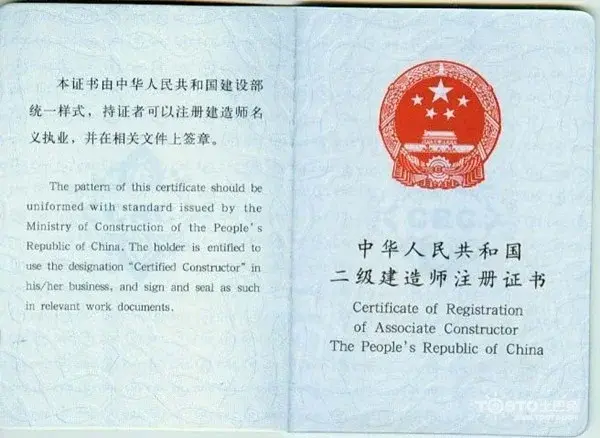 本证书由中华人民共和国建设部
统一样式，持证者可以注册建造师名
义执业，并在相关文件上签章。
The pattern of this certificate should be
uniformed with standard issued by the
Ministry of Construction of the People's
Republic of China. The holder is entified to
use the designation "Certified Constructor" in
his/her business, and sign and seal as such
in relevant work documents.
CRC
中华人民共和国
二级建造师注册证书
Certificate of Registration
of Associate Constructor
The People's Republic of China